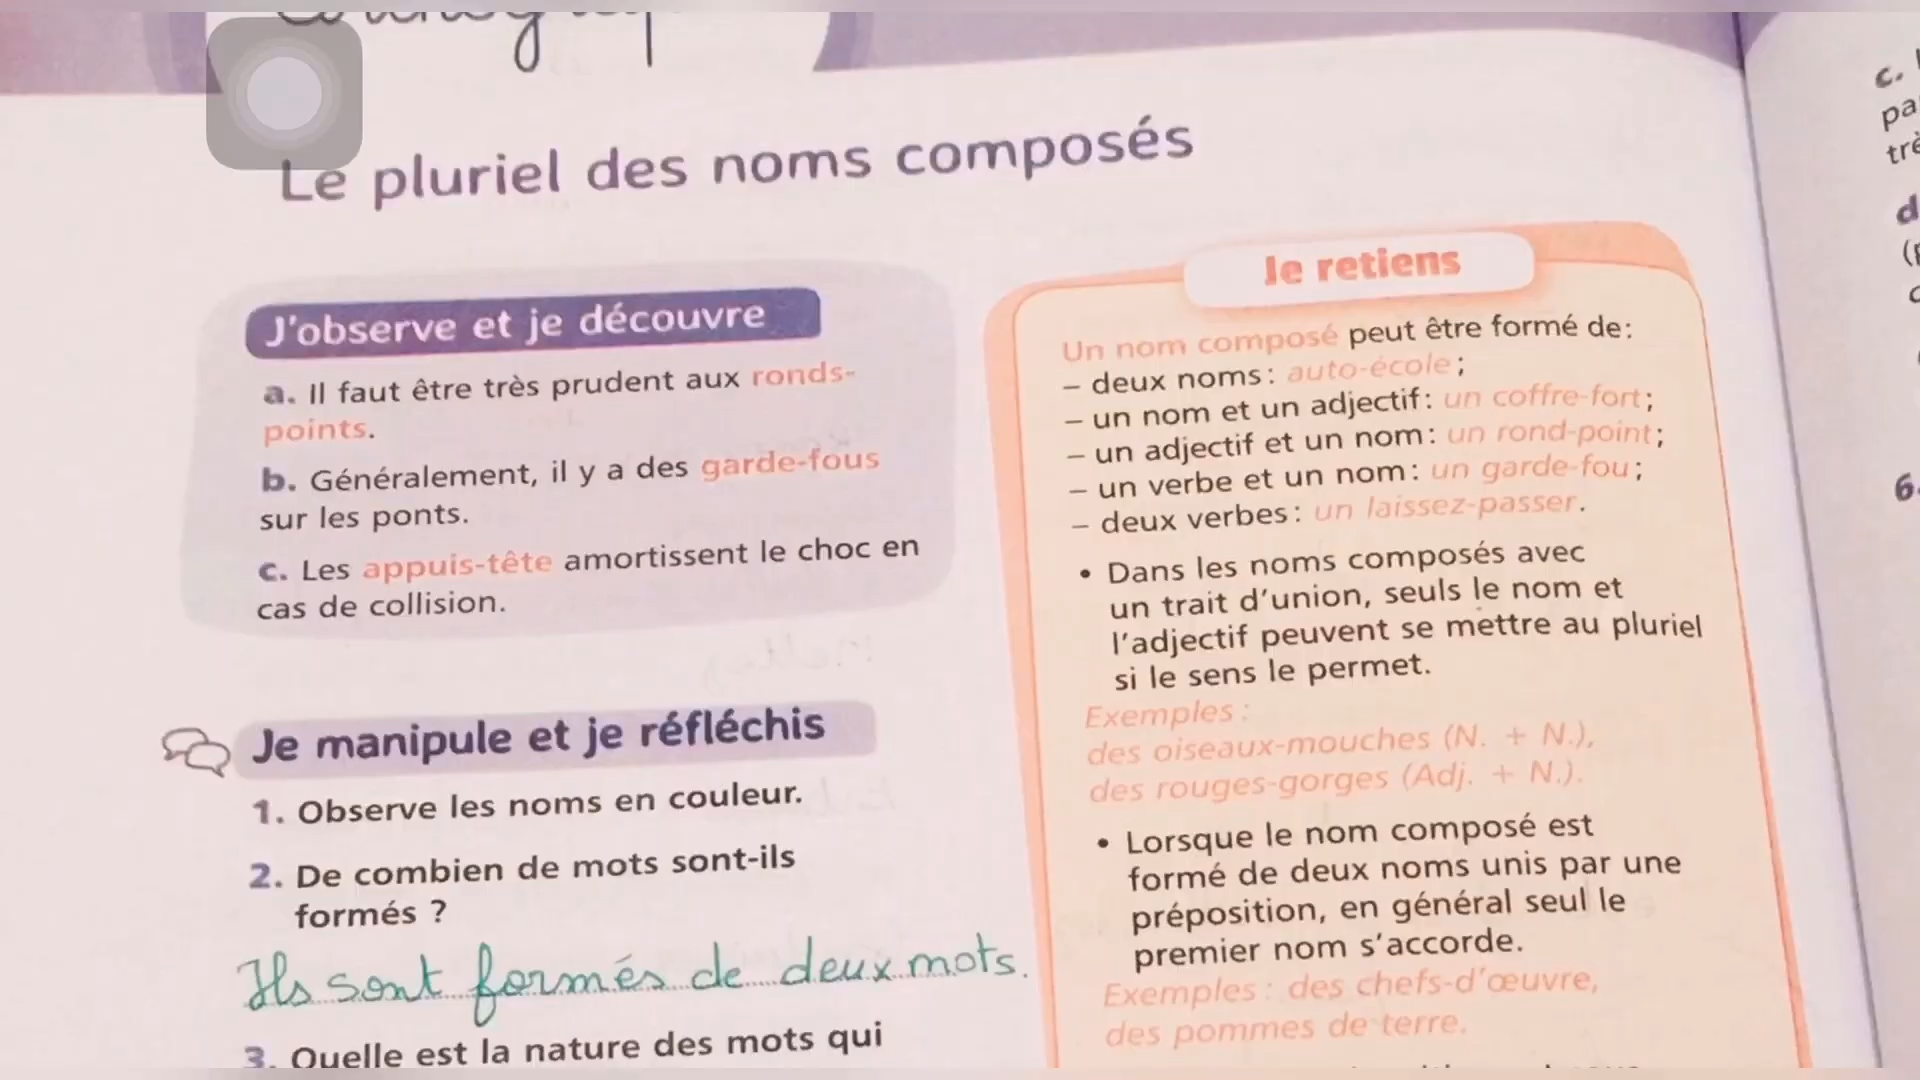 Le pluriel des noms composés
J'observe et je découvre
a. Il faut être très prudent aux ronds-
points.
b. Généralement, il y a des garde-fous
sur les ponts.
c. Les appuis-tête amortissent le choc en
cas de collision.
Je manipule et je réfléchis
1. Observe les noms en couleur.
2. De combien de mots sont-ils
formés ?
Ils sont formés de deux mots.
3. Quelle est la nature des mots qui
Je retiens
Un nom composé peut être formé de :
– deux noms : auto-école ;
– un nom et un adjectif : un coffre-fort ;
– un adjectif et un nom : un rond-point ;
– un verbe et un nom : un garde-fou ;
– deux verbes : un laissez-passer.
• Dans les noms composés avec
un trait d'union, seuls le nom et
l'adjectif peuvent se mettre au pluriel
si le sens le permet.
Exemples :
des oiseaux-mouches (N. + N.),
des rouges-gorges (Adj. + N.).
• Lorsque le nom composé est
formé de deux noms unis par une
préposition, en général seul le
premier nom s'accorde.
Exemples : des chefs-d'œuvre,
des pommes de terre.
c.
pa
trè
d
6.